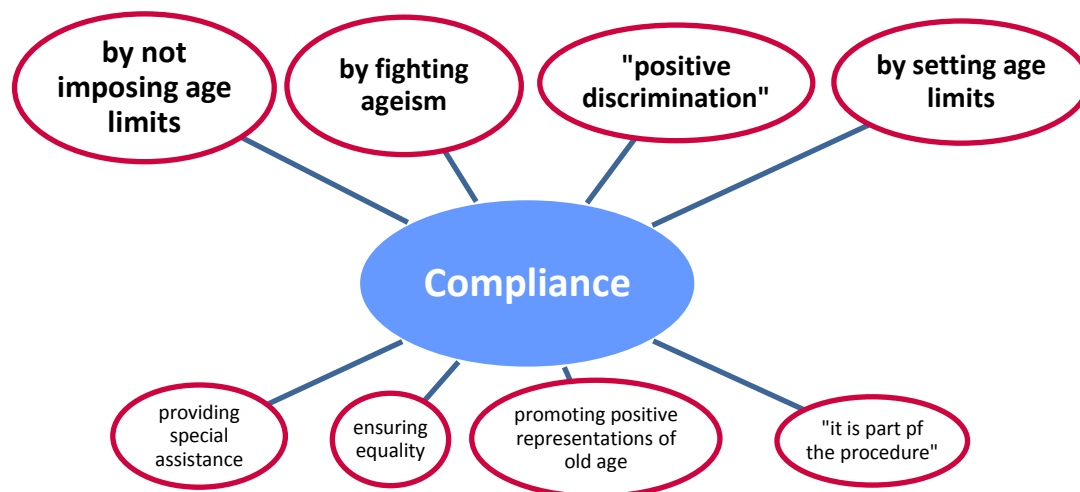 by not
imposing age
limits
by fighting
ageism
"positive
discrimination"
by setting age
limits
Compliance
providing
special
assistance
ensuring
equality
promoting positive
representations of
old age
"it is part pf
the procedure"